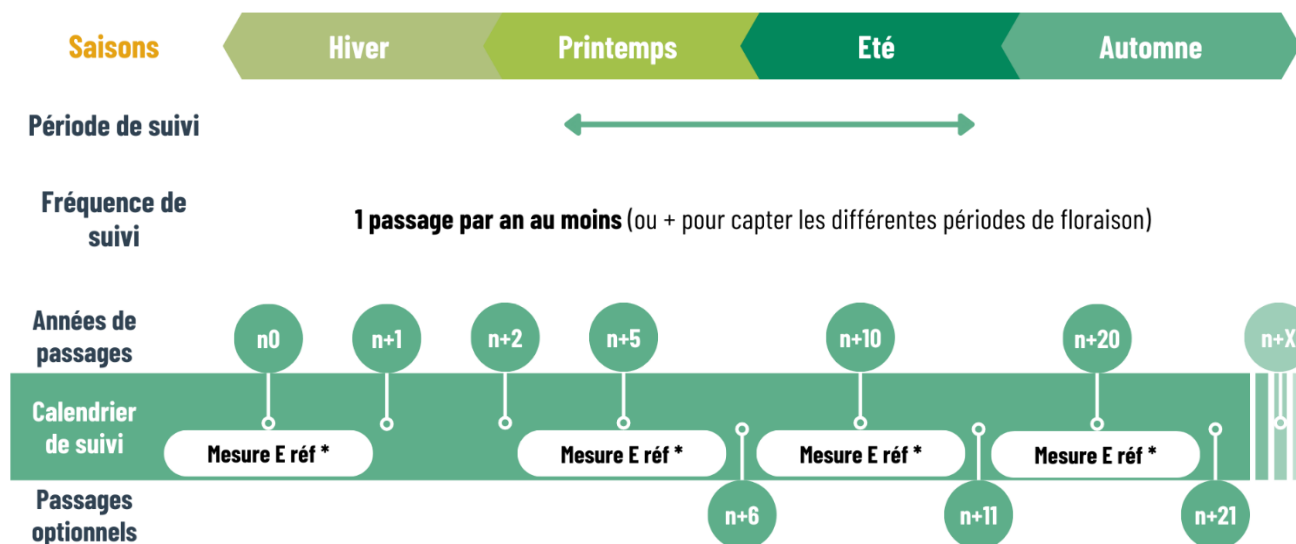 Saisons Hiver Printemps Eté Automne
Période de suivi
Fréquence de
suivi
1 passage par an au moins (ou + pour capter les différentes périodes de floraison)
Années de
passages
n0 n+1 n+2 n+5 n+10 n+20 n+X
Calendrier
de suivi
Mesure E réf * Mesure E réf * Mesure E réf * Mesure E réf *
Passages
optionnels
n+6 n+11 n+21